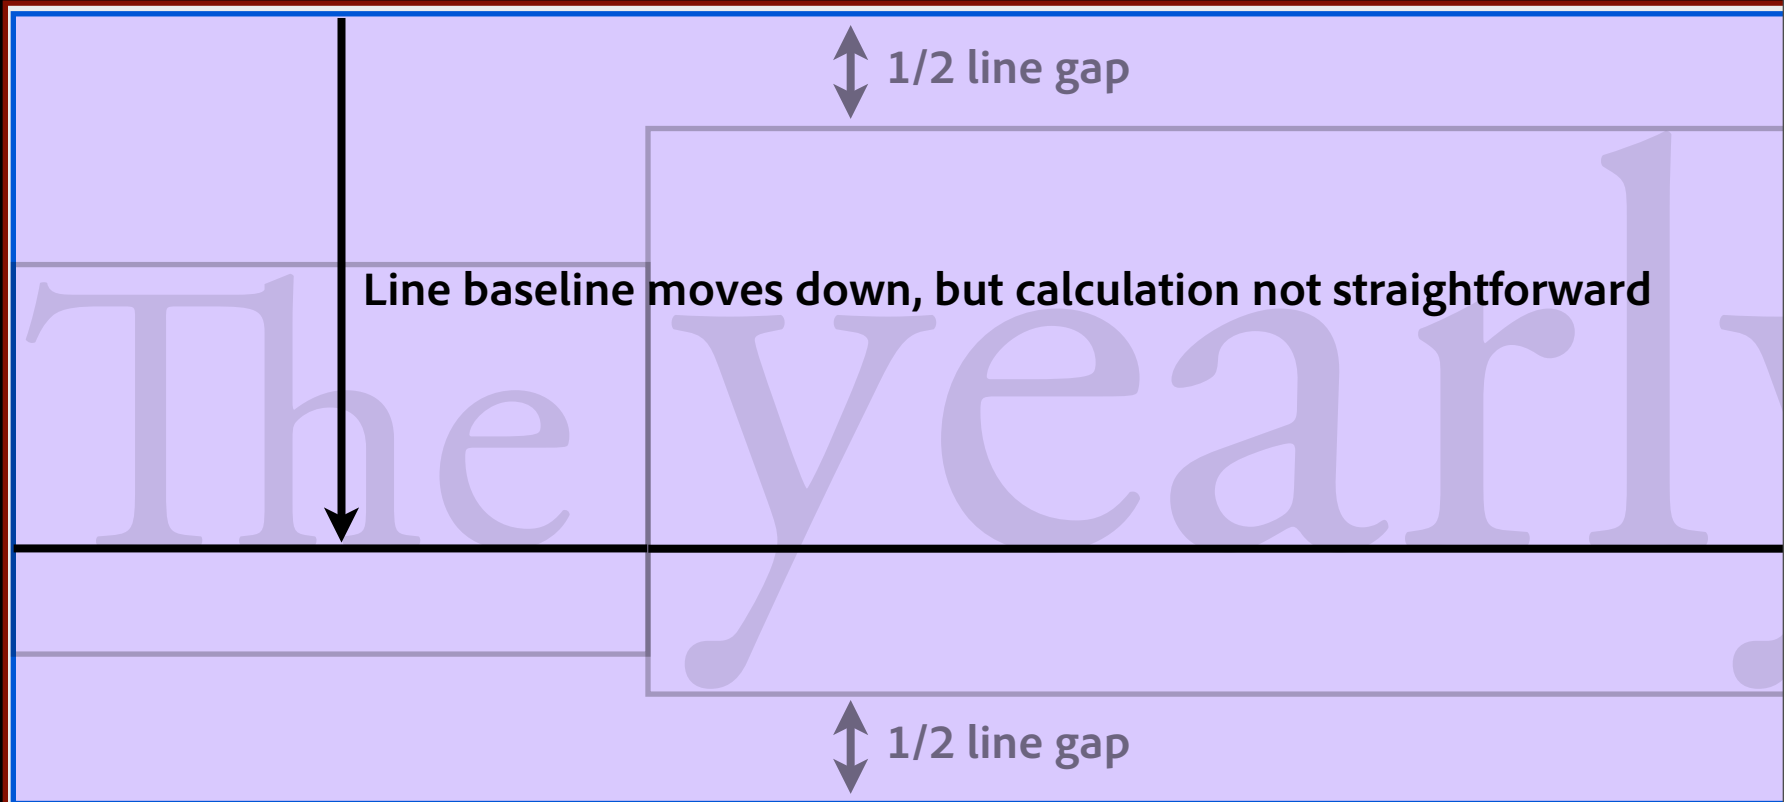 1/2 line gap
Line baseline moves down, but calculation not straightforward
The yearly
1/2 line gap